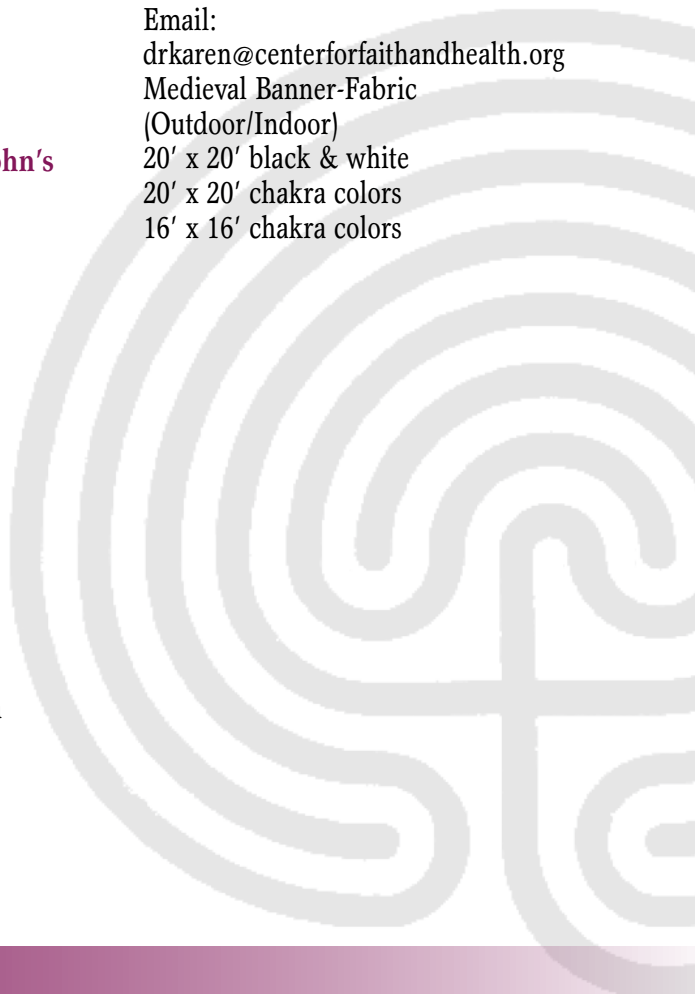 Email:
drkaren@centerforfaithandhealth.org
Medieval Banner-Fabric
(Outdoor/Indoor)
20′ x 20′ black & white
20′ x 20′ chakra colors
16′ x 16′ chakra colors
ohn's